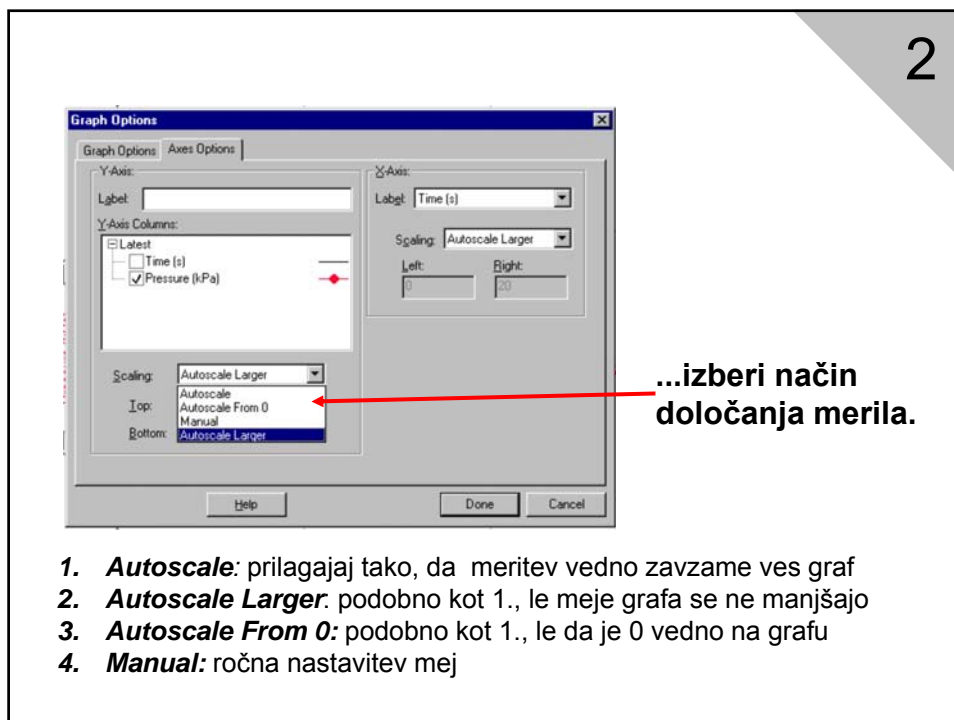 2
Graph Options
Graph Options Axes Options
Y-Axis:
Label:
Y-Axis Columns:
Latest
Time (s)
Pressure (kPa)
Scaling: Autoscale Larger
Autoscale
Top: Autoscale From 0
Manual
Bottom: Autoscale Larger
X-Axis:
Label: Time (s)
Scaling: Autoscale Larger
Left: Right:
0 20
Help Done Cancel
...izberi način
določanja merila.
1. Autoscale: prilagajaj tako, da meritev vedno zavzame ves graf
2. Autoscale Larger: podobno kot 1., le meje grafa se ne manjšajo
3. Autoscale From 0: podobno kot 1., le da je 0 vedno na grafu
4. Manual: ročna nastavitev mej